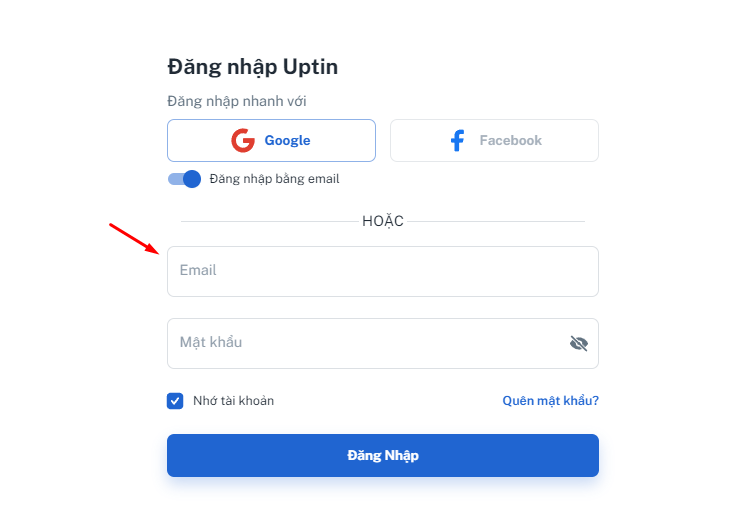 Đăng nhập Uptin
Đăng nhập nhanh với
Google
Facebook
Đăng nhập bằng email
HOẶC
Email
Mật khẩu
Nhớ tài khoản
Quên mật khẩu?
Đăng Nhập